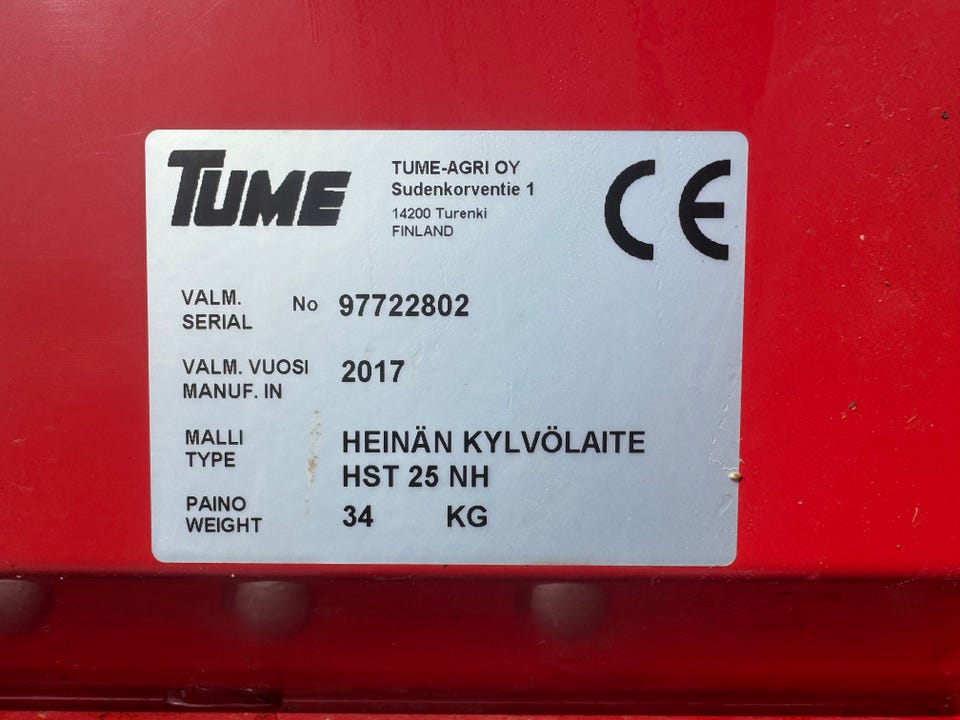 TUME
TUME-AGRI OY
Sudenkorventie 1
14200 Turenki
FINLAND
CE
VALM. No 97722802
SERIAL
VALM. VUOSI 2017
MANUF. IN
MALLI HEINÄN KYLVÖLAITE
TYPE HST 25 NH
PAINO 34 KG
WEIGHT